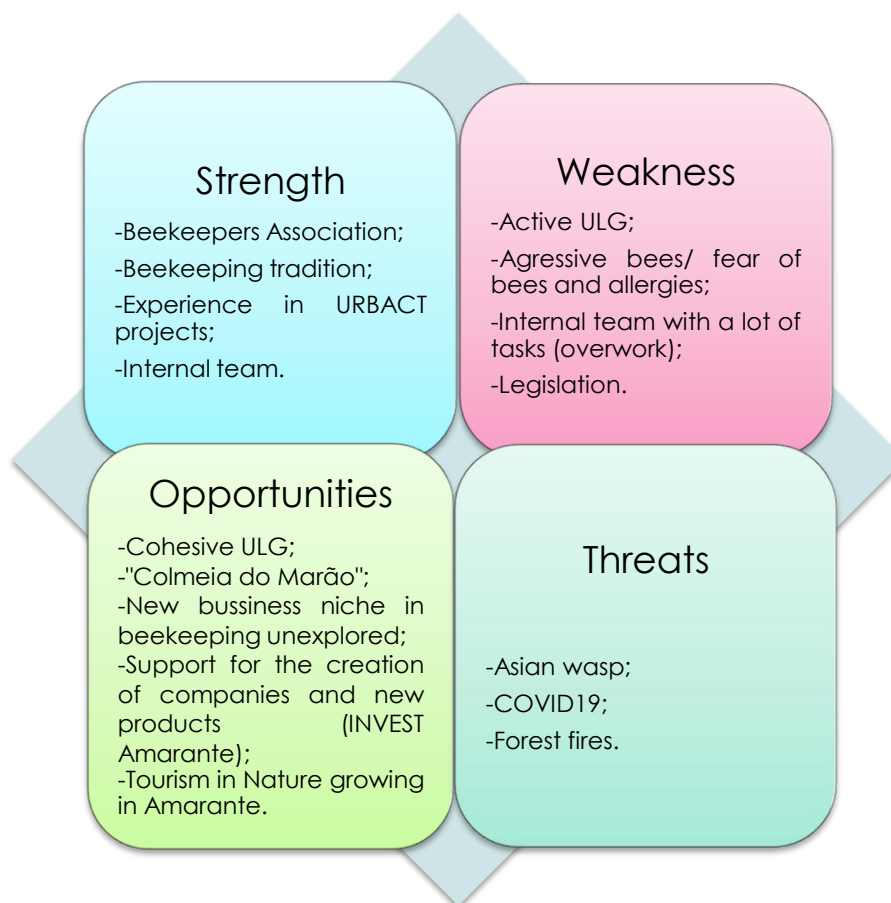 Strength
-Beekeepers Association;
-Beekeeping tradition;
-Experience in URBACT
projects;
-Internal team.
Weakness
-Active ULG;
-Agressive bees/ fear of
bees and allergies;
-Internal team with a lot of
tasks (overwork);
-Legislation.
Opportunities
-Cohesive ULG;
-"Colmeia do Marão";
-New bussiness niche in
beekeeping unexplored;
-Support for the creation
of companies and new
products (INVEST
Amarante);
-Tourism in Nature growing
in Amarante.
Threats
-Asian wasp;
-COVID19;
-Forest fires.